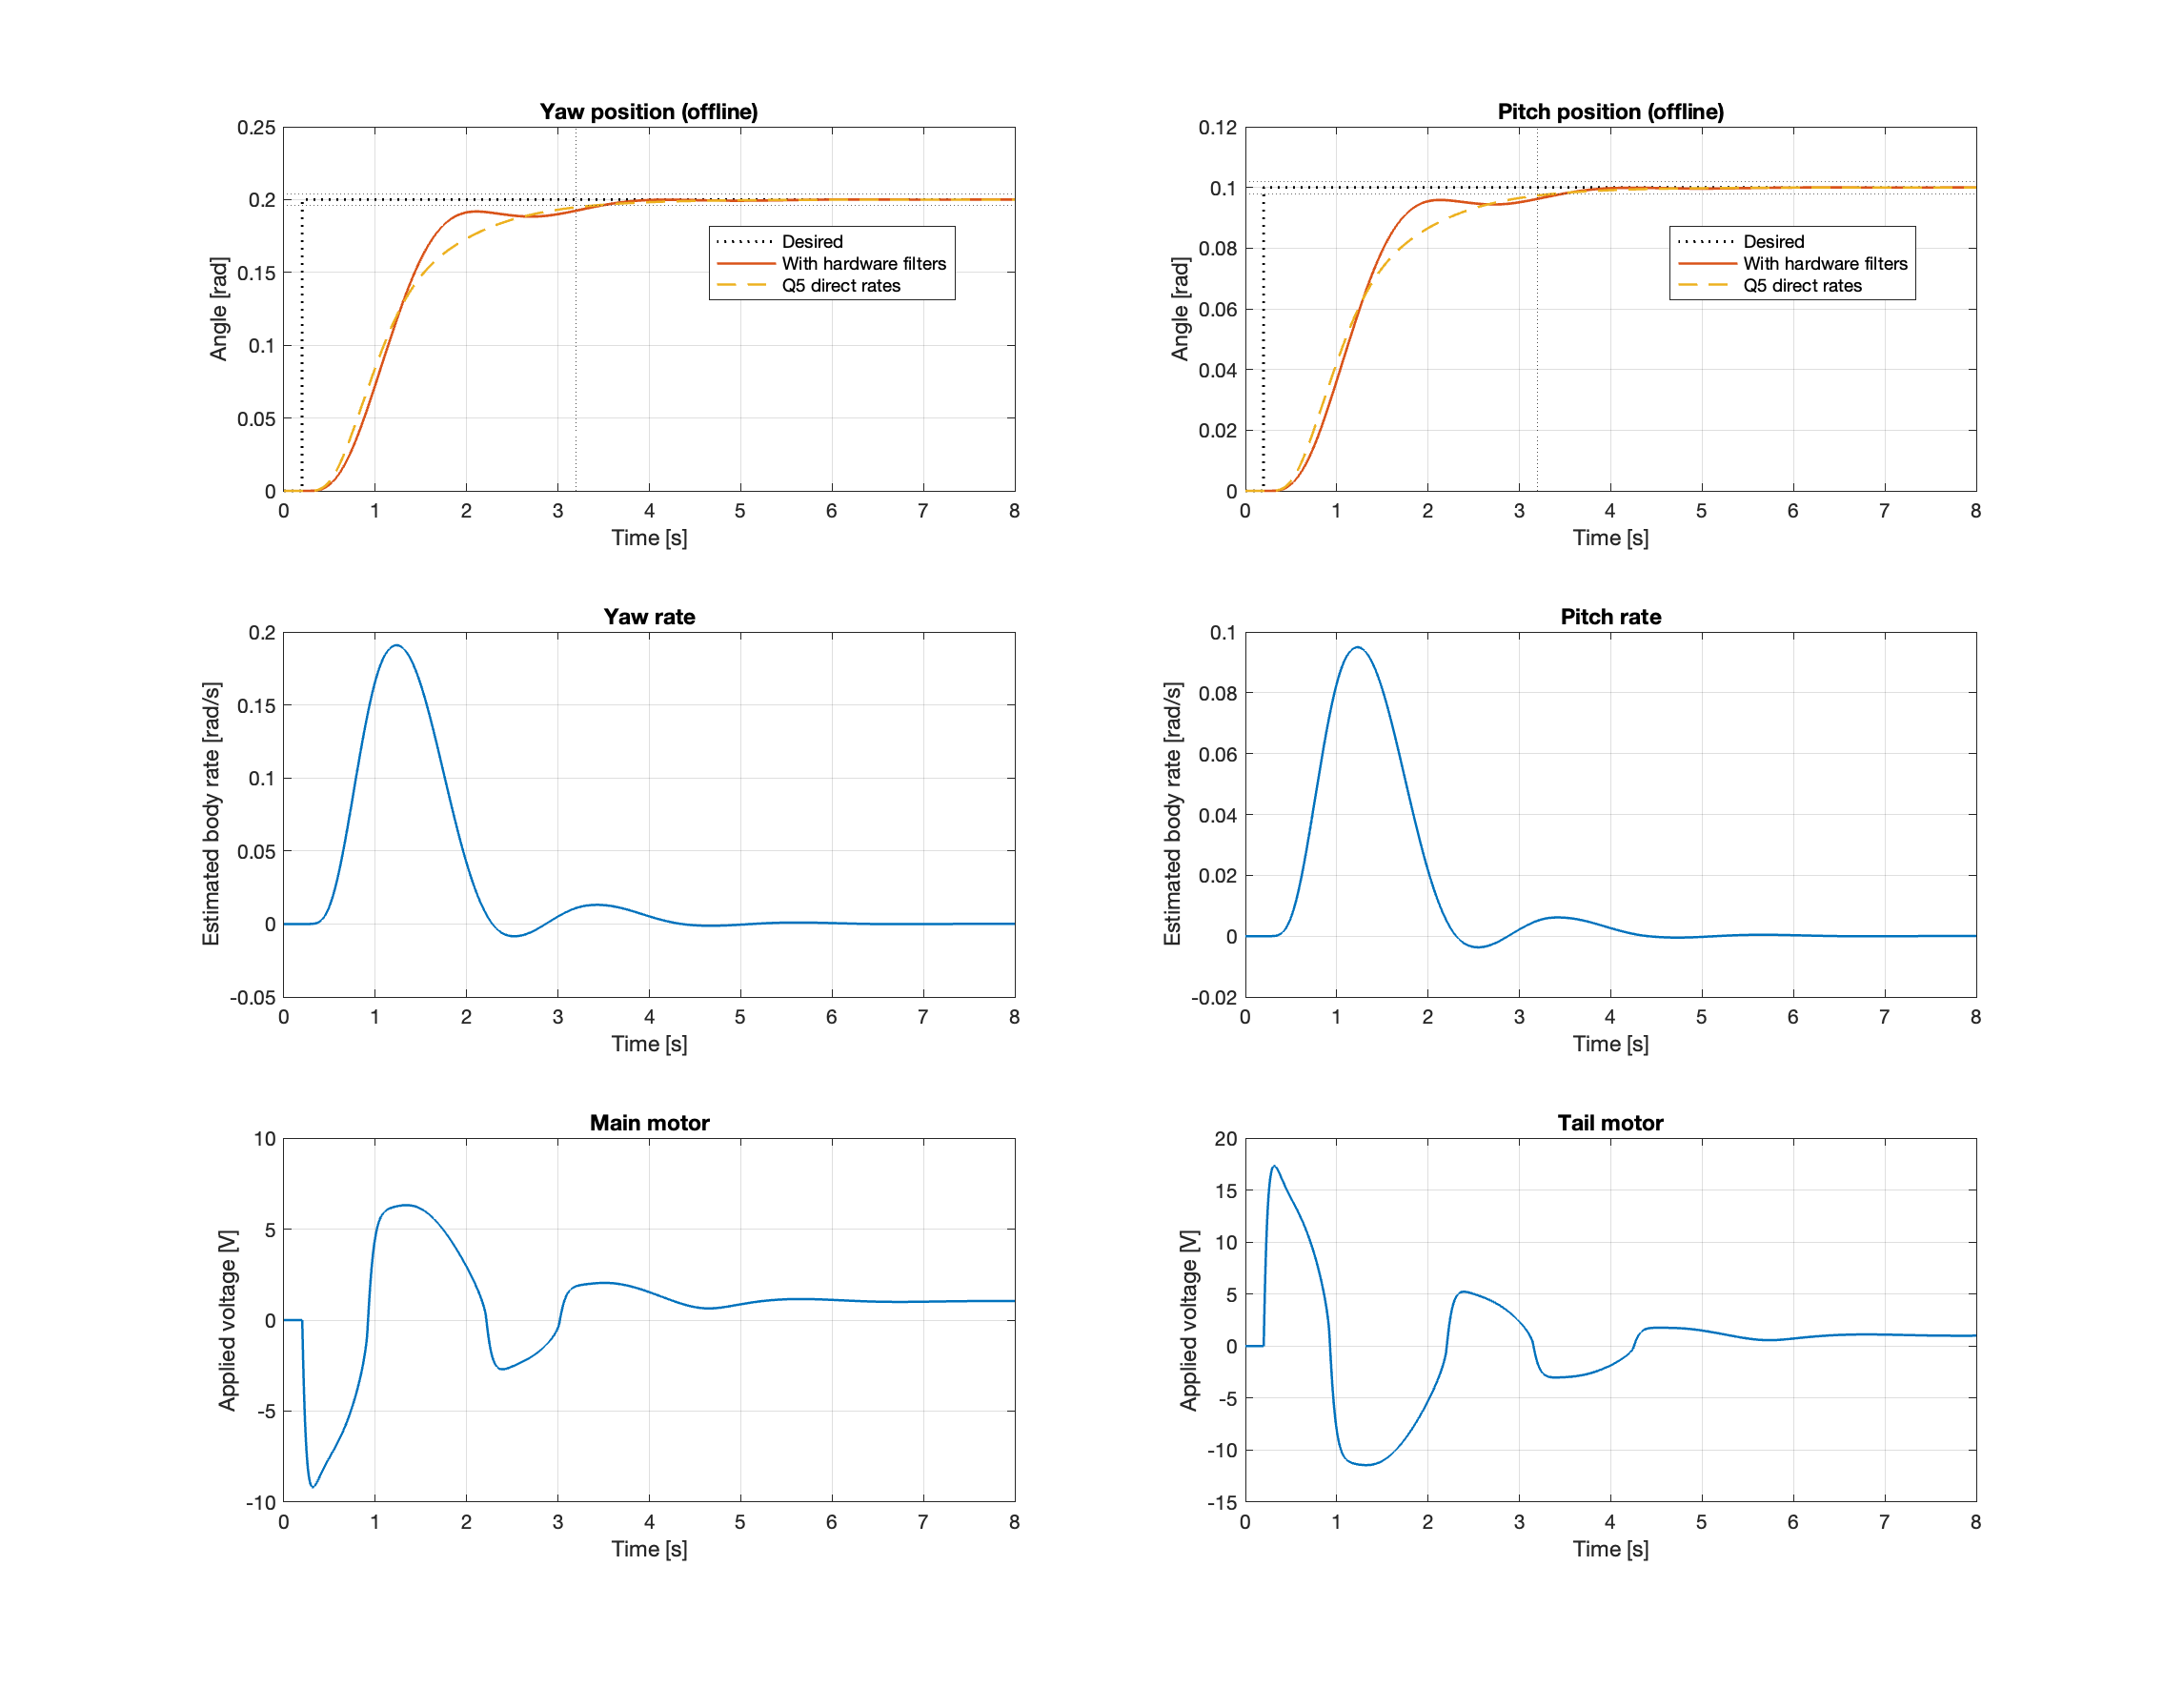 Yaw position (offline)
0.25
0.2
0.15
0.1
0.05
0
Angle [rad]
Desired
With hardware filters
Q5 direct rates
0 1 2 3 4 5 6 7 8
Time [s]
Pitch position (offline)
0.12
0.1
0.08
0.06
0.04
0.02
0
Angle [rad]
Desired
With hardware filters
Q5 direct rates
0 1 2 3 4 5 6 7 8
Time [s]
Yaw rate
0.2
0.15
0.1
0.05
0
-0.05
Estimated body rate [rad/s]
0 1 2 3 4 5 6 7 8
Time [s]
Pitch rate
0.1
0.08
0.06
0.04
0.02
0
-0.02
Estimated body rate [rad/s]
0 1 2 3 4 5 6 7 8
Time [s]
Main motor
10
5
0
-5
-10
Applied voltage [V]
0 1 2 3 4 5 6 7 8
Time [s]
Tail motor
20
15
10
5
0
-5
-10
-15
Applied voltage [V]
0 1 2 3 4 5 6 7 8
Time [s]